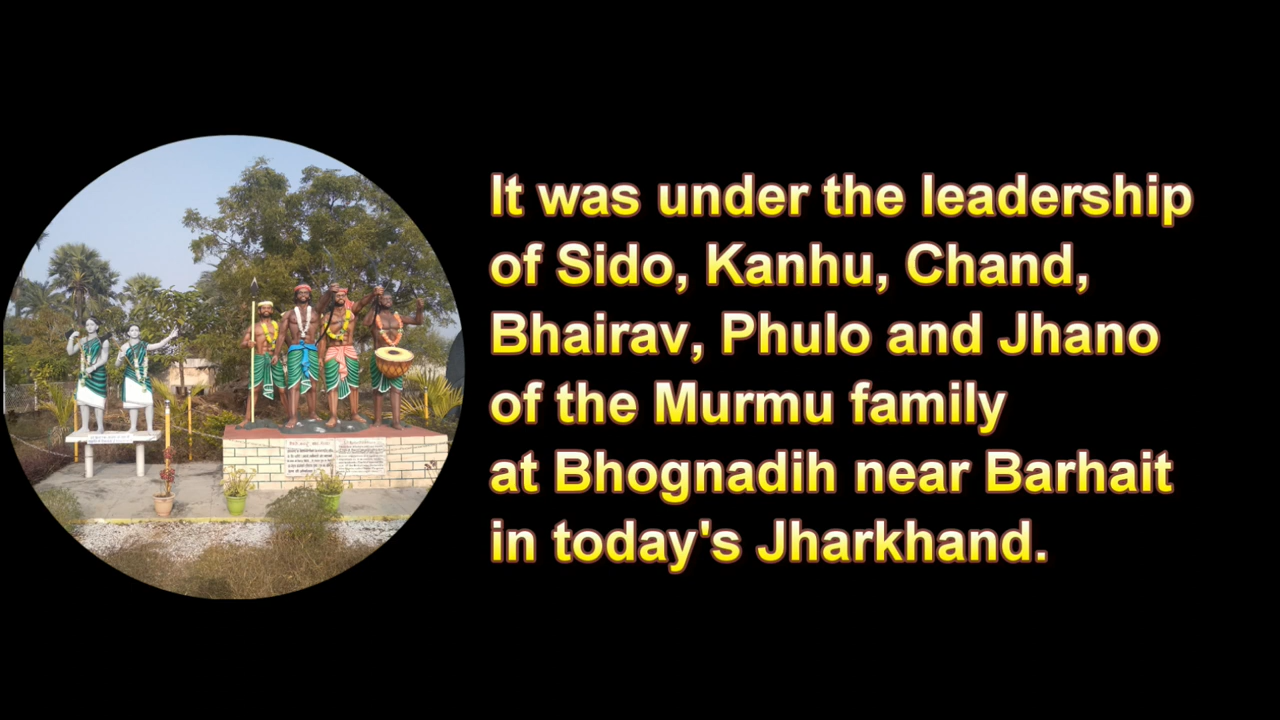 It was under the leadership
of Sido, Kanhu, Chand,
Bhairav, Phulo and Jhano
of the Murmu family
at Bhognadih near Barhait
in today's Jharkhand.